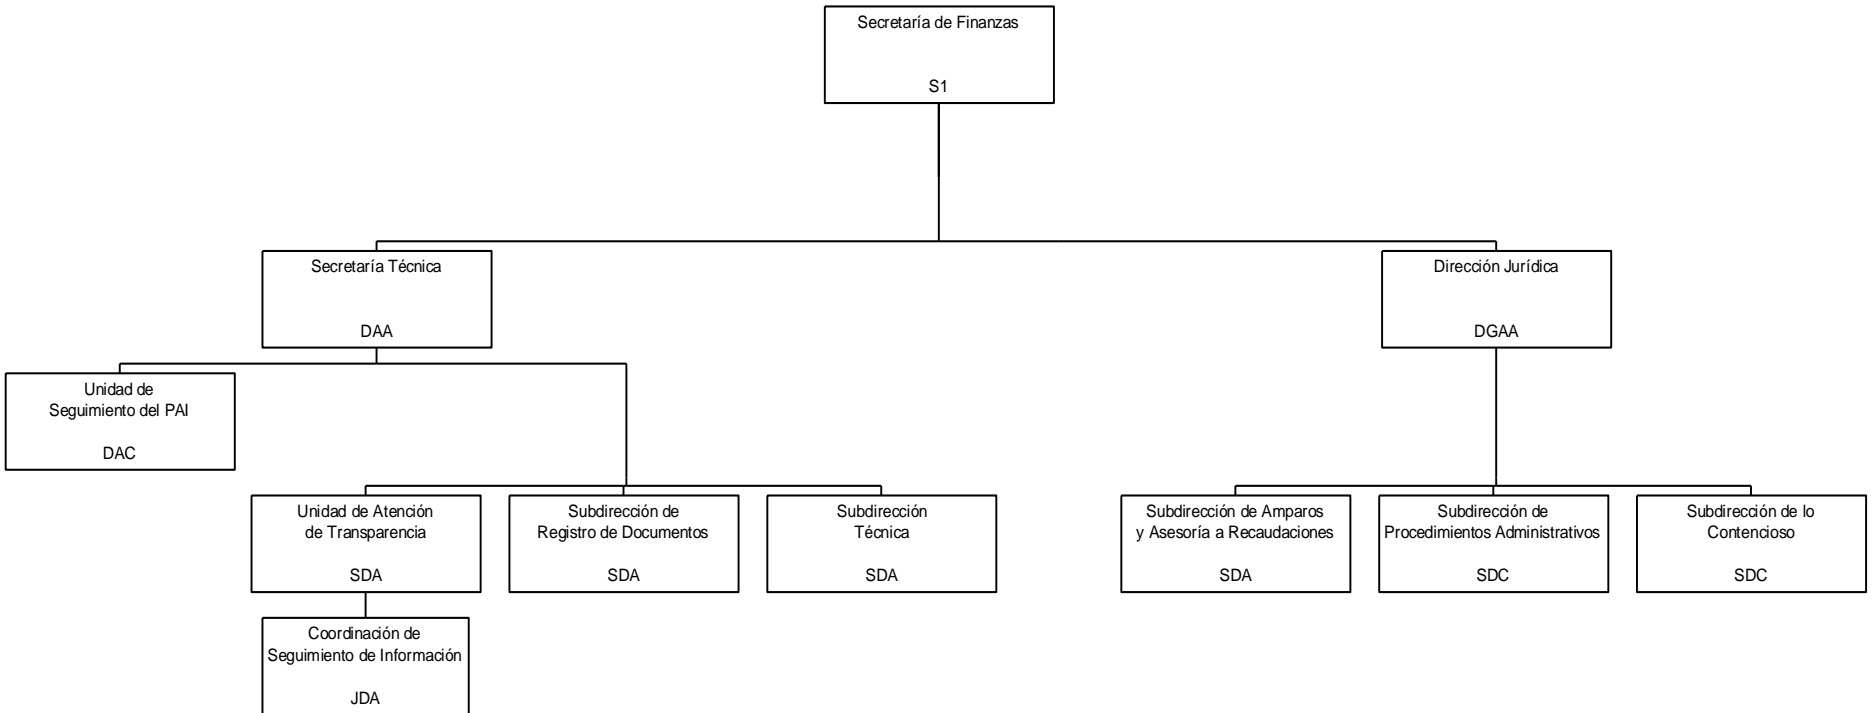 Secretaría de Finanzas
S1
Secretaría Técnica
DAA
Dirección Jurídica
DGAA
Unidad de
Seguimiento del PAI
DAC
Unidad de Atención
de Transparencia
SDA
Subdirección de
Registro de Documentos
SDA
Subdirección
Técnica
SDA
Subdirección de Amparos
y Asesoría a Recaudaciones
SDA
Subdirección de
Procedimientos Administrativos
SDC
Subdirección de lo
Contencioso
SDC
Coordinación de
Seguimiento de Información
JDA